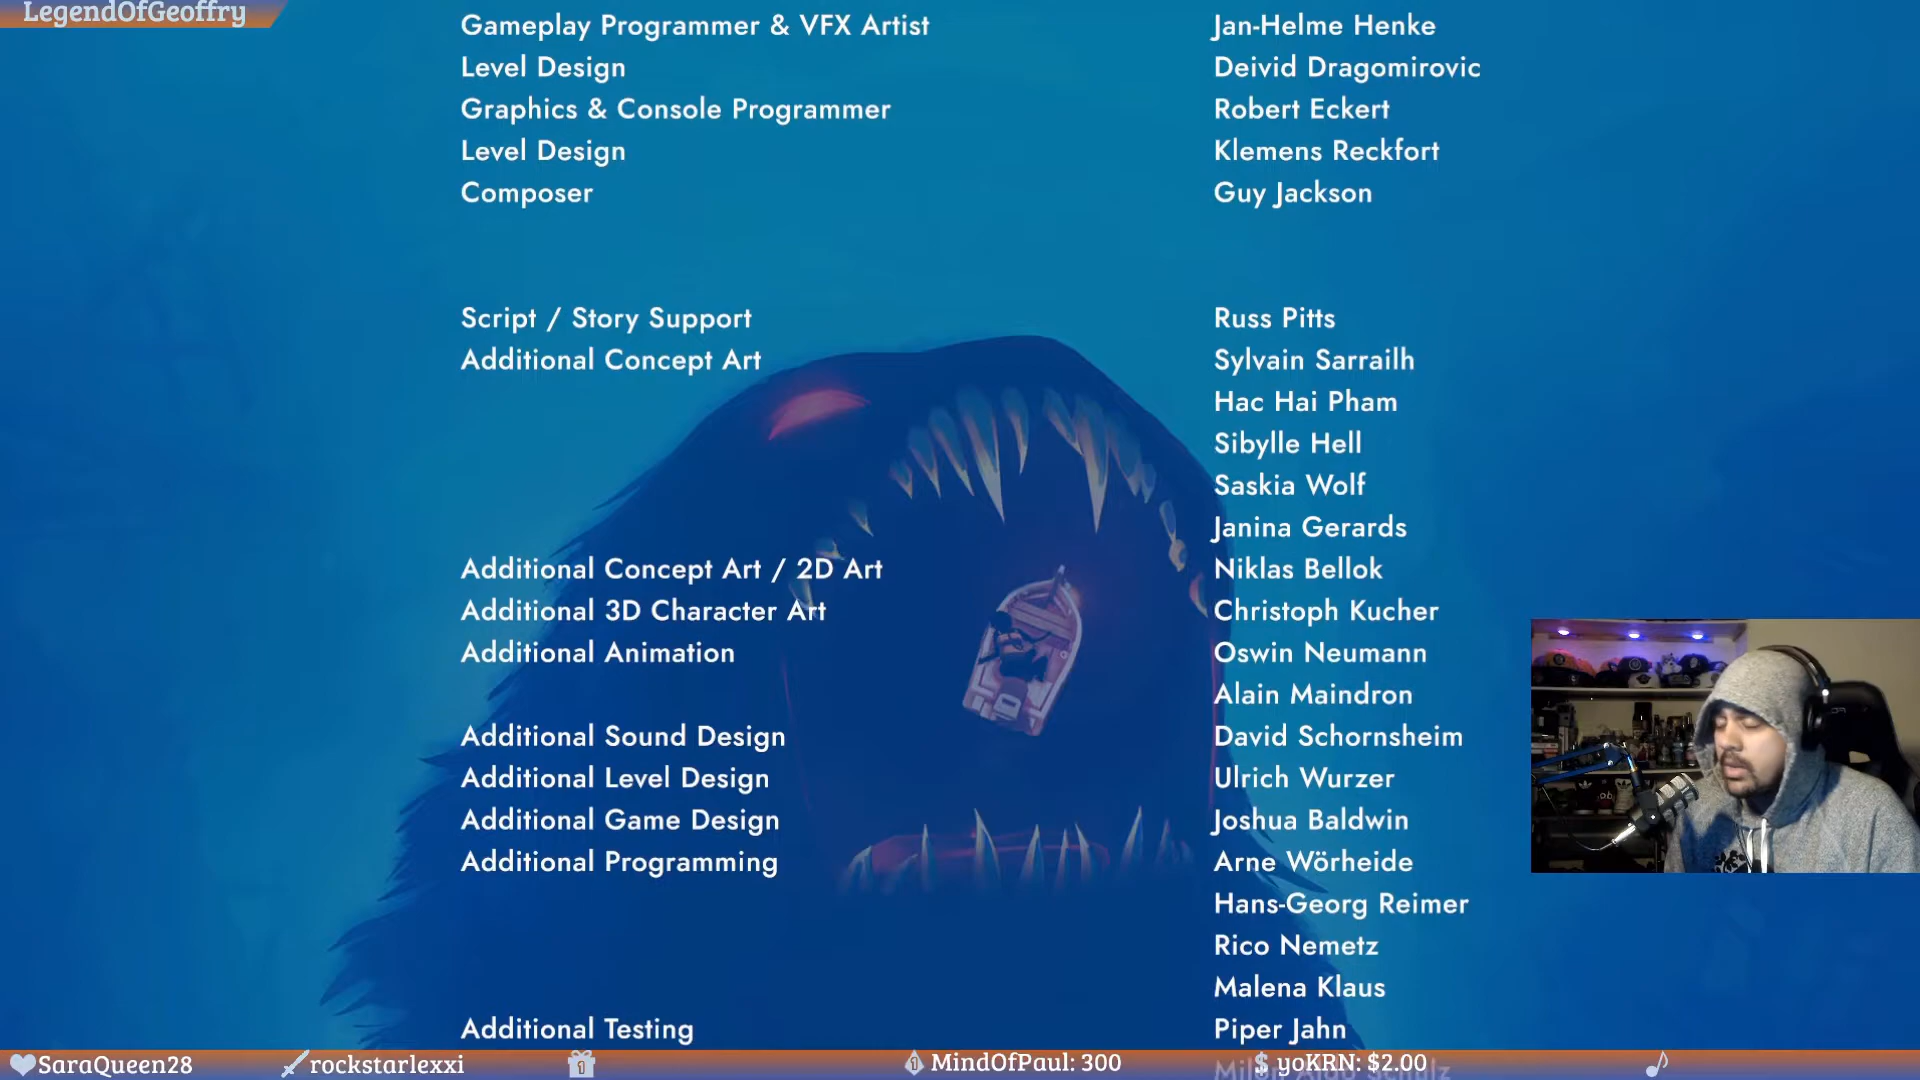 LegendOfGeoffry
Gameplay Programmer & VFX Artist Jan-Helme Henke
Level Design Deivid Dragomirovic
Graphics & Console Programmer Robert Eckert
Level Design Klemens Reckfort
Composer Guy Jackson
Script / Story Support Russ Pitts
Additional Concept Art Sylvain Sarrailh
Hac Hai Pham
Sibylle Hell
Saskia Wolf
Janina Gerards
Additional Concept Art / 2D Art Niklas Bellok
Additional 3D Character Art Christoph Kucher
Additional Animation Oswin Neumann
Alain Maindron
Additional Sound Design David Schornsheim
Additional Level Design Ulrich Wurzer
Additional Game Design Joshua Baldwin
Additional Programming Arne Wörheide
Hans-Georg Reimer
Rico Nemetz
Malena Klaus
Additional Testing Piper Jahn
SaraQueen28 rockstarlexxi 1 1 MindOfPaul: 300 $ yoKRN: $2.00